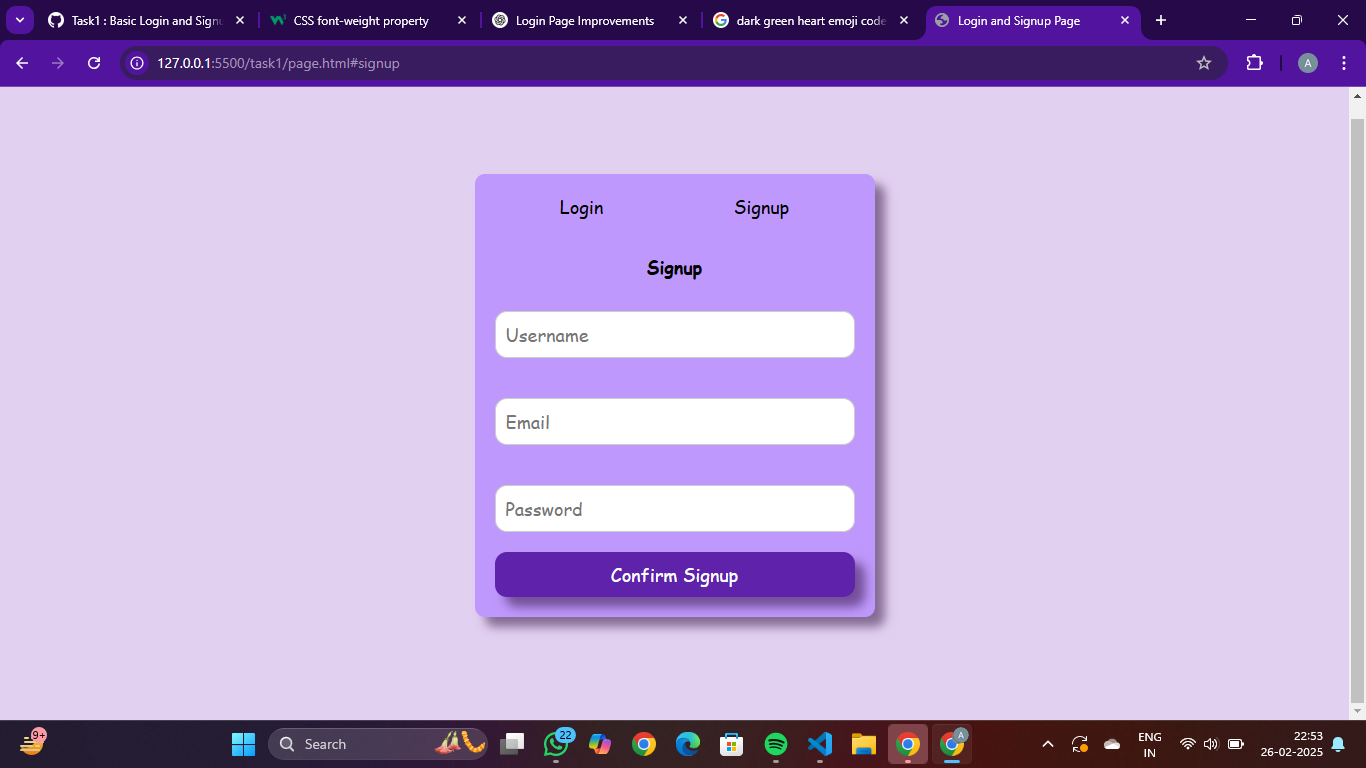 Task1 : Basic Login and Signu
CSS font-weight property
Login Page Improvements
dark green heart emoji code
Login and Signup Page
127.0.0.1:5500/task1/page.html#signup
A
Login
Signup
Signup
Username
Email
Password
Confirm Signup
9+
Search
22
A
ENG
IN
22:53
26-02-2025